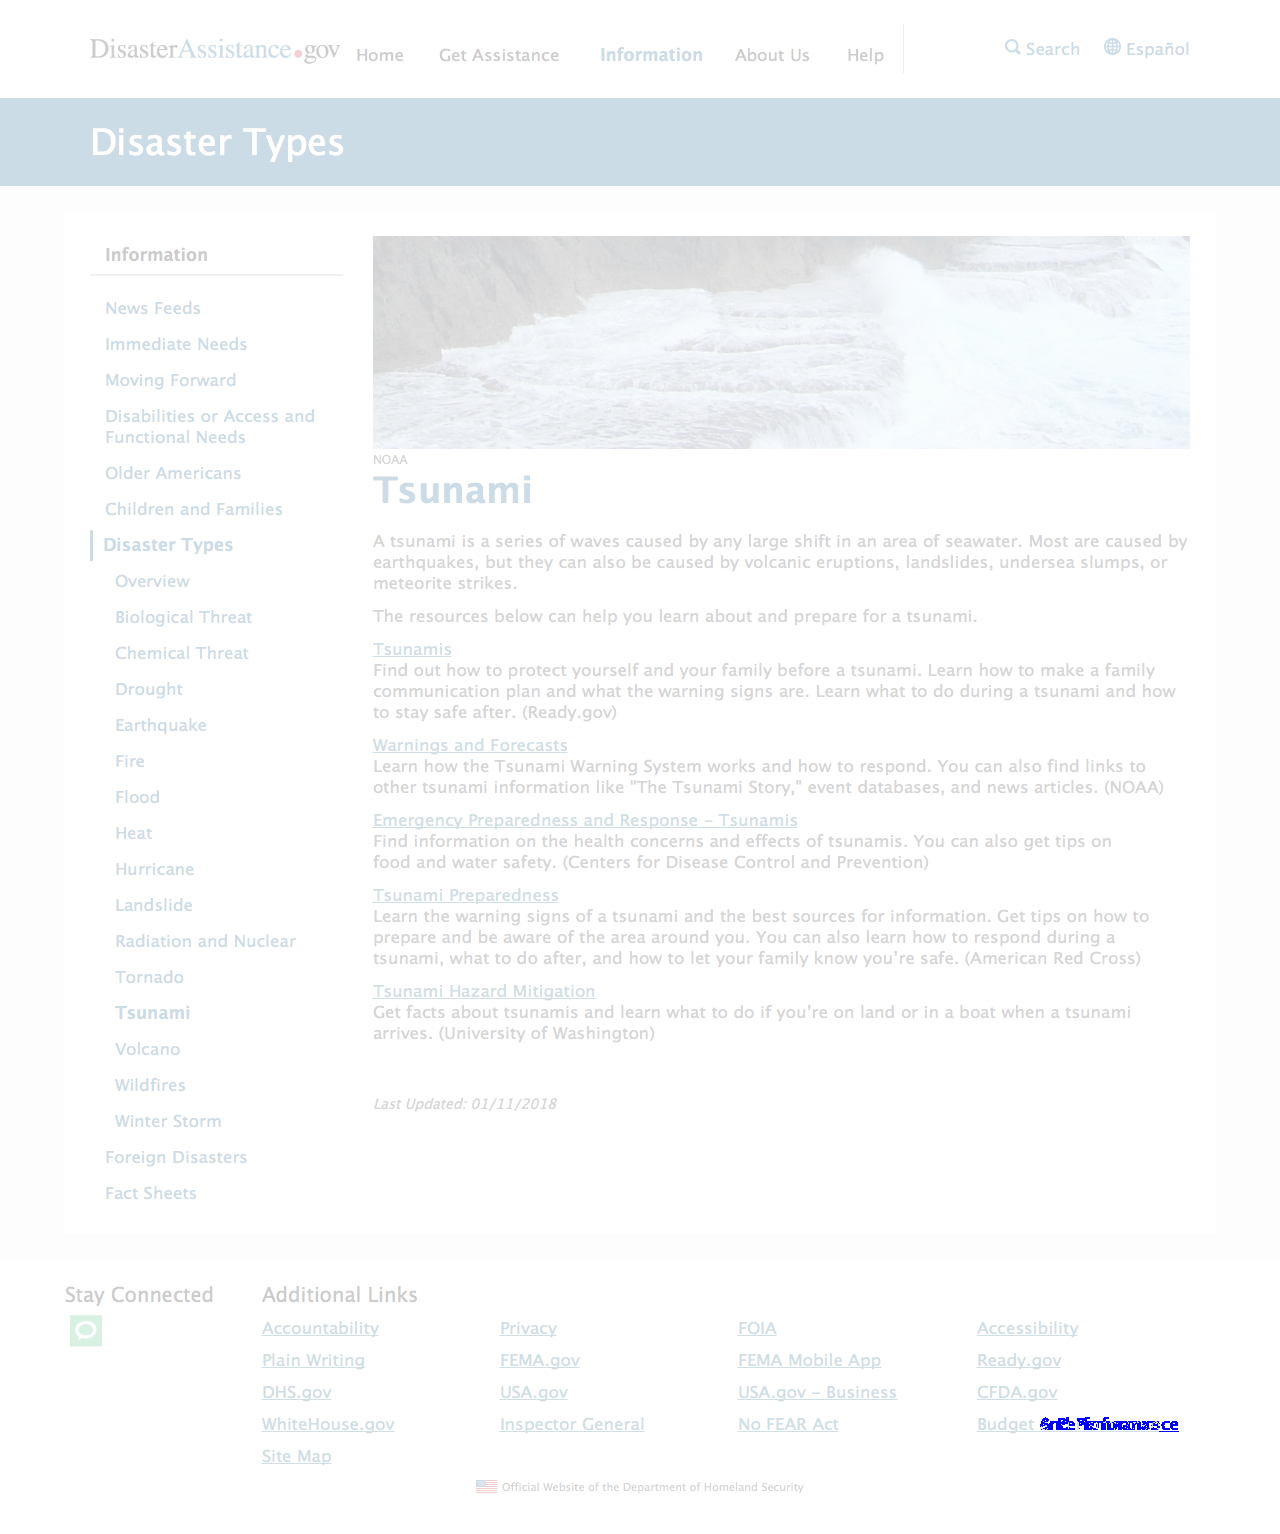 DisasterAssistance.gov Home Get Assistance Information About Us Help Search Español
Disaster Types
Information
News Feeds
Immediate Needs
Moving Forward
Disabilities or Access and
Functional Needs
Older Americans
Children and Families
Disaster Types
Overview
Biological Threat
Chemical Threat
Drought
Earthquake
Fire
Flood
Heat
Hurricane
Landslide
Radiation and Nuclear
Tornado
Tsunami
Volcano
Wildfires
Winter Storm
Foreign Disasters
Fact Sheets
NOAA
Tsunami
A tsunami is a series of waves caused by any large shift in an area of seawater. Most are caused by
earthquakes, but they can also be caused by volcanic eruptions, landslides, undersea slumps, or
meteorite strikes.
The resources below can help you learn about and prepare for a tsunami.
Tsunamis
Find out how to protect yourself and your family before a tsunami. Learn how to make a family
communication plan and what the warning signs are. Learn what to do during a tsunami and how
to stay safe after. (Ready.gov)
Warnings and Forecasts
Learn how the Tsunami Warning System works and how to respond. You can also find links to
other tsunami information like "The Tsunami Story," event databases, and news articles. (NOAA)
Emergency Preparedness and Response – Tsunamis
Find information on the health concerns and effects of tsunamis. You can also get tips on
food and water safety. (Centers for Disease Control and Prevention)
Tsunami Preparedness
Learn the warning signs of a tsunami and the best sources for information. Get tips on how to
prepare and be aware of the area around you. You can also learn how to respond during a
tsunami, what to do after, and how to let your family know you're safe. (American Red Cross)
Tsunami Hazard Mitigation
Get facts about tsunamis and learn what to do if you're on land or in a boat when a tsunami
arrives. (University of Washington)
Last Updated: 01/11/2018
Stay Connected
Additional Links
Accountability Privacy FOIA Accessibility
Plain Writing FEMA.gov FEMA Mobile App Ready.gov
DHS.gov USA.gov USA.gov – Business CFDA.gov
WhiteHouse.gov Inspector General No FEAR Act Budget
Site Map
Official Website of the Department of Homeland Security